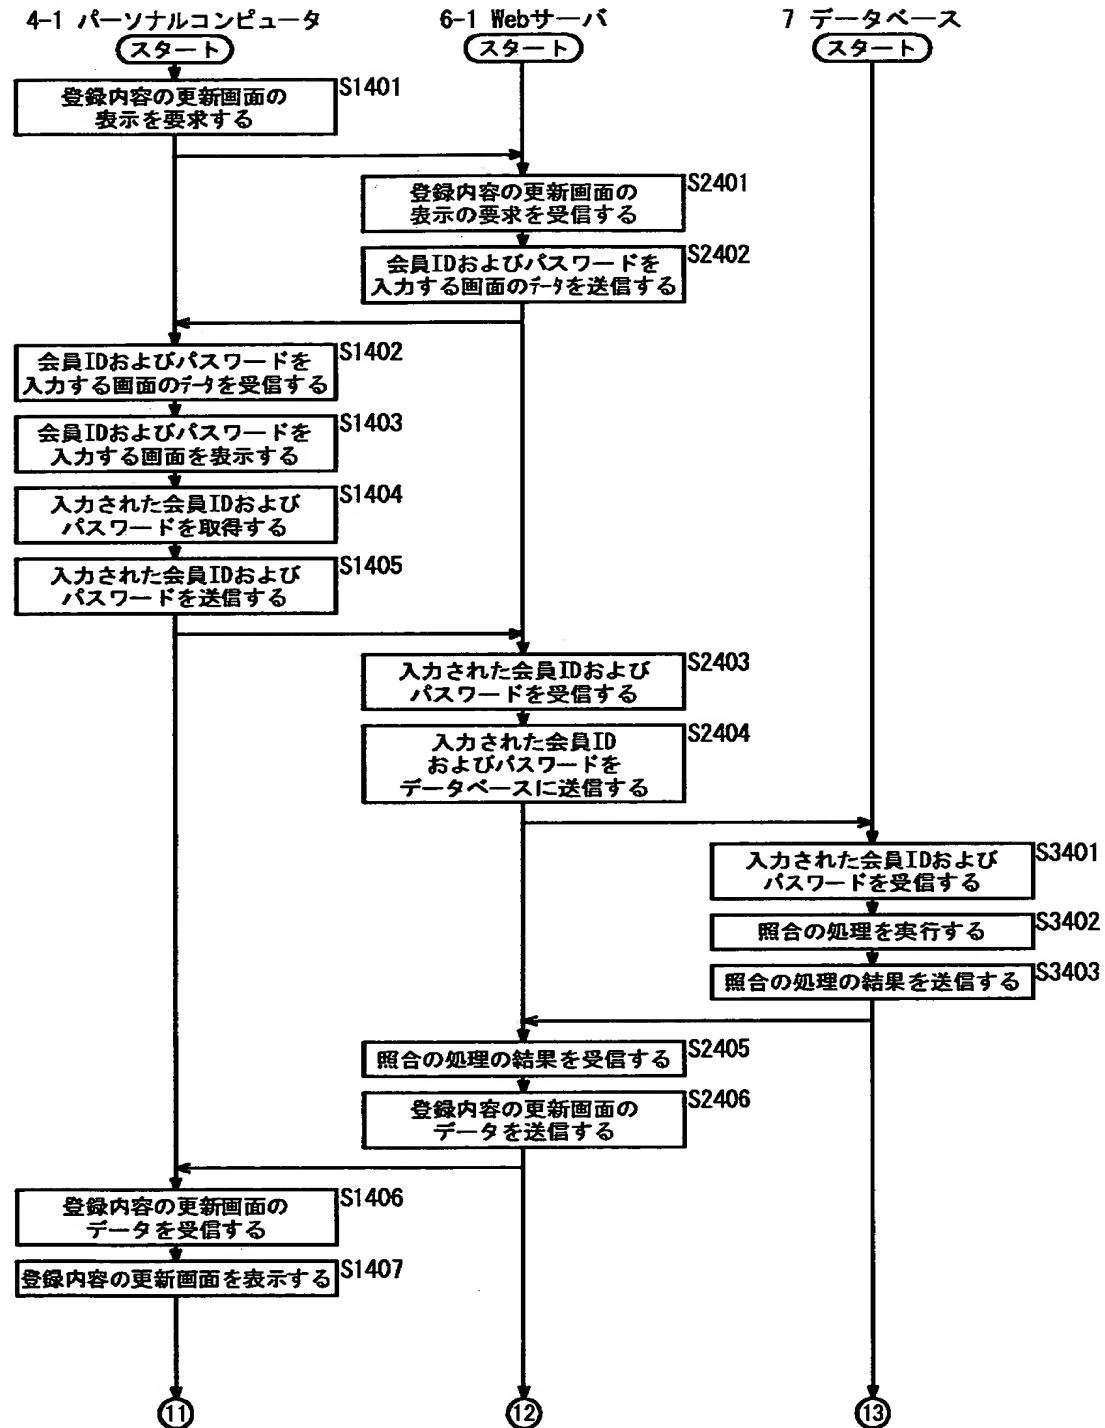 4-1 パーソナルコンピュータ
6-1 Webサーバ
7 データベース
スタート
スタート
スタート
登録内容の更新画面の
表示を要求する
S1401
登録内容の更新画面の
表示の要求を受信する
S2401
会員IDおよびパスワードを
入力する画面のデータを送信する
S2402
会員IDおよびパスワードを
入力する画面のデータを受信する
S1402
会員IDおよびパスワードを
入力する画面を表示する
S1403
入力された会員IDおよび
パスワードを取得する
S1404
入力された会員IDおよび
パスワードを送信する
S1405
入力された会員IDおよび
パスワードを受信する
S2403
入力された会員ID
およびパスワードを
データベースに送信する
S2404
入力された会員IDおよび
パスワードを受信する
S3401
照合の処理を実行する
S3402
照合の処理の結果を送信する
S3403
照合の処理の結果を受信する
S2405
登録内容の更新画面の
データを送信する
S2406
登録内容の更新画面の
データを受信する
S1406
登録内容の更新画面を表示する
S1407
11
12
13